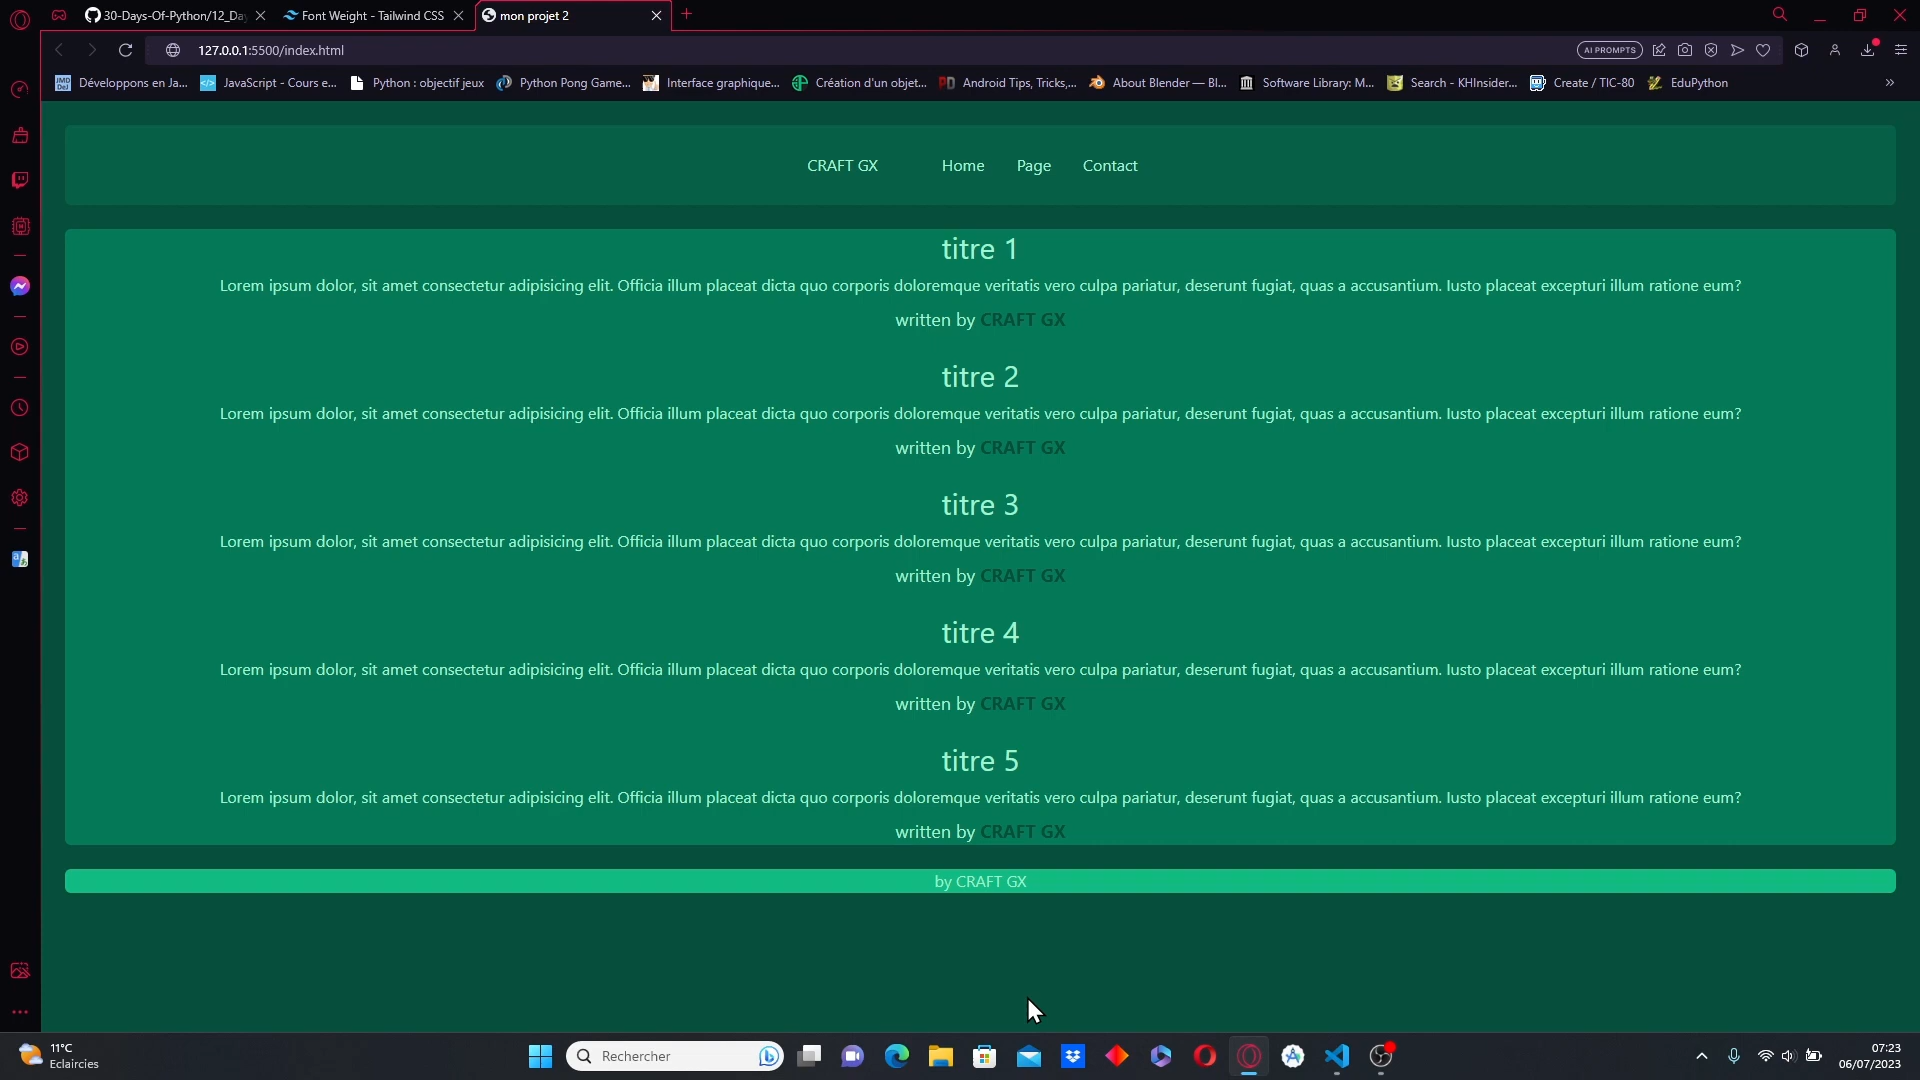 30-Days-Of-Python/12_Da
Font Weight - Tailwind CSS
mon projet 2
127.0.0.1:5500/index.html
AI PROMPTS
Développons en Ja...
JavaScript - Cours e...
Python : objectif jeux
Python Pong Game...
Interface graphique...
Création d'un objet...
Android Tips, Tricks,...
About Blender — Bl...
Software Library: M...
Search - KHInsider...
Create / TIC-80
EduPython
CRAFT GX
Home
Page
Contact
titre 1
Lorem ipsum dolor, sit amet consectetur adipisicing elit. Officia illum placeat dicta quo corporis doloremque veritatis vero culpa pariatur, deserunt fugiat, quas a accusantium. Iusto placeat excepturi illum ratione eum?
written by CRAFT GX
titre 2
Lorem ipsum dolor, sit amet consectetur adipisicing elit. Officia illum placeat dicta quo corporis doloremque veritatis vero culpa pariatur, deserunt fugiat, quas a accusantium. Iusto placeat excepturi illum ratione eum?
written by CRAFT GX
titre 3
Lorem ipsum dolor, sit amet consectetur adipisicing elit. Officia illum placeat dicta quo corporis doloremque veritatis vero culpa pariatur, deserunt fugiat, quas a accusantium. Iusto placeat excepturi illum ratione eum?
written by CRAFT GX
titre 4
Lorem ipsum dolor, sit amet consectetur adipisicing elit. Officia illum placeat dicta quo corporis doloremque veritatis vero culpa pariatur, deserunt fugiat, quas a accusantium. Iusto placeat excepturi illum ratione eum?
written by CRAFT GX
titre 5
Lorem ipsum dolor, sit amet consectetur adipisicing elit. Officia illum placeat dicta quo corporis doloremque veritatis vero culpa pariatur, deserunt fugiat, quas a accusantium. Iusto placeat excepturi illum ratione eum?
written by CRAFT GX
by CRAFT GX
11°C
Eclaircies
Rechercher
07:23
06/07/2023